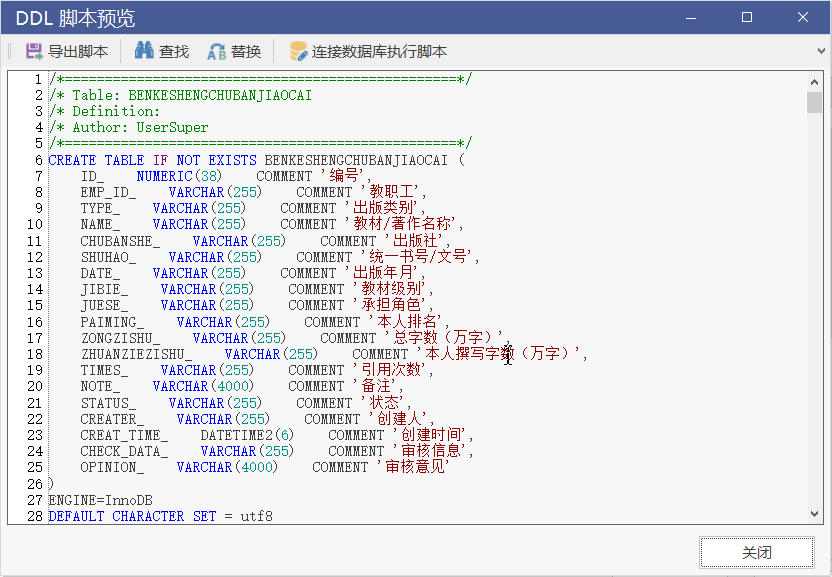 DDL 脚本预览
导出脚本 查找 替换 连接数据库执行脚本
1 /*=================================================*/
2 /* Table: BENKESHENGCHUBANJIAOCAI
3 /* Definition:
4 /* Author: UserSuper
5 /*=================================================*/
6 CREATE TABLE IF NOT EXISTS BENKESHENGCHUBANJIAOCAI (
7     ID_    NUMERIC(38)    COMMENT '编号',
8     EMP_ID_    VARCHAR(255)    COMMENT '教职工',
9     TYPE_    VARCHAR(255)    COMMENT '出版类别',
10     NAME_    VARCHAR(255)    COMMENT '教材/著作名称',
11     CHUBANSHE_    VARCHAR(255)    COMMENT '出版社',
12     SHUHAO_    VARCHAR(255)    COMMENT '统一书号/文号',
13     DATE_    VARCHAR(255)    COMMENT '出版年月',
14     JIBIE_    VARCHAR(255)    COMMENT '教材级别',
15     JUESE_    VARCHAR(255)    COMMENT '承担角色',
16     PAIMING_    VARCHAR(255)    COMMENT '本人排名',
17     ZONGZISHU_    VARCHAR(255)    COMMENT '总字数（万字）',
18     ZHUANZIEZISHU_    VARCHAR(255)    COMMENT '本人撰写字数（万字）',
19     TIMES_    VARCHAR(255)    COMMENT '引用次数',
20     NOTE_    VARCHAR(4000)    COMMENT '备注',
21     STATUS_    VARCHAR(255)    COMMENT '状态',
22     CREATER_    VARCHAR(255)    COMMENT '创建人',
23     CREAT_TIME_    DATETIME2(6)    COMMENT '创建时间',
24     CHECK_DATA_    VARCHAR(255)    COMMENT '审核信息',
25     OPINION_    VARCHAR(4000)    COMMENT '审核意见'
26 )
27 ENGINE=InnoDB
28 DEFAULT CHARACTER SET = utf8
关闭